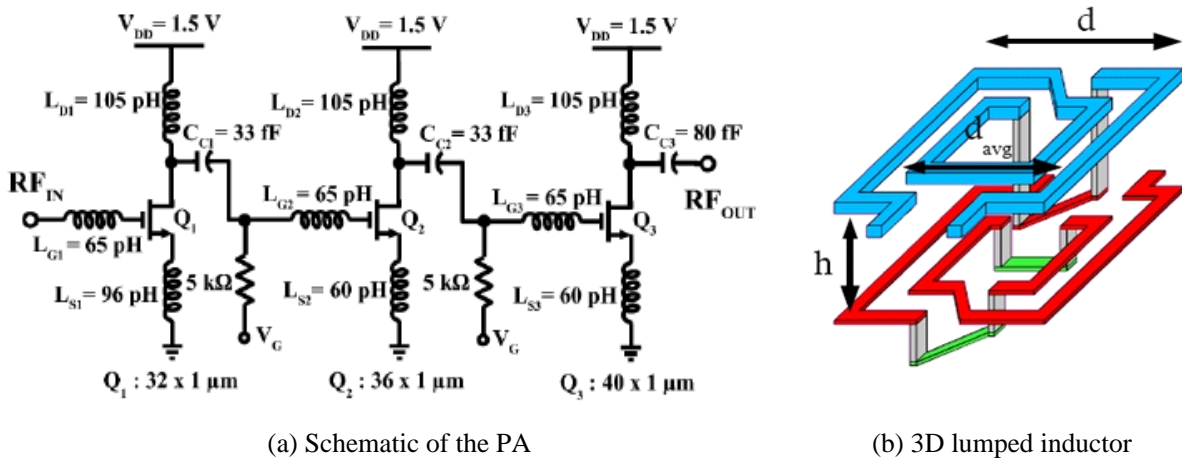 V_DD = 1.5 V
V_DD = 1.5 V
V_DD = 1.5 V
L_D1 = 105 pH
L_D2 = 105 pH
L_D3 = 105 pH
C_C1 = 33 fF
C_C2 = 33 fF
C_C3 = 80 fF
RF_IN
L_G1 = 65 pH
Q_1
L_G2 = 65 pH
Q_2
L_G3 = 65 pH
Q_3
RF_OUT
L_S1 = 96 pH
5 kΩ
L_S2 = 60 pH
5 kΩ
L_S3 = 60 pH
V_G
V_G
Q_1 : 32 x 1 µm
Q_2 : 36 x 1 µm
Q_3 : 40 x 1 µm
d
d_avg
h
(a) Schematic of the PA
(b) 3D lumped inductor